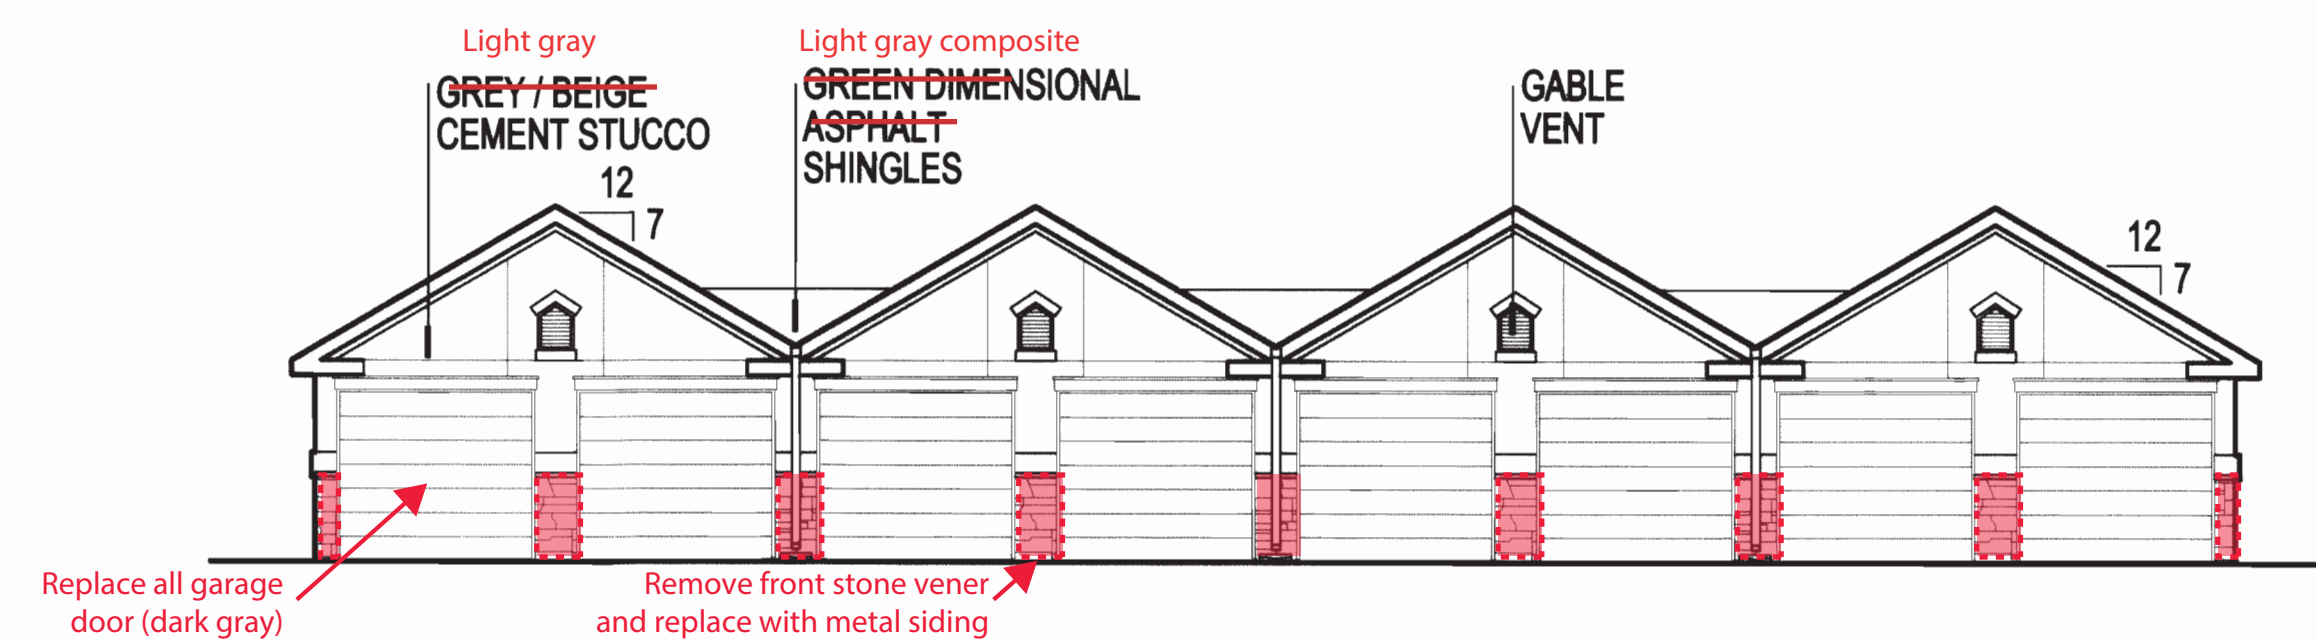 Light gray
GREY / BEIGE
CEMENT STUCCO
Light gray composite
GREEN DIMENSIONAL
ASPHALT
SHINGLES
GABLE
VENT
12
7
12
7
Replace all garage
door (dark gray)
Remove front stone vener
and replace with metal siding